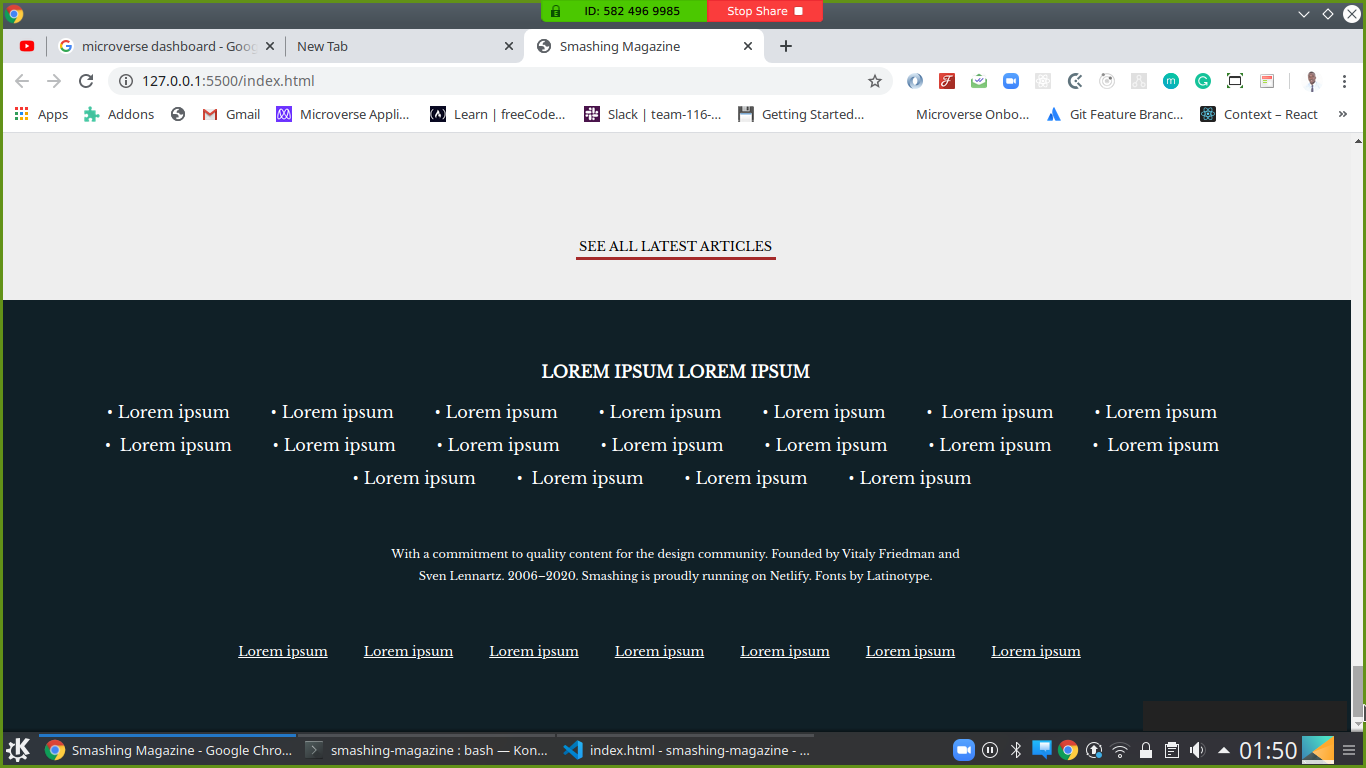 ID: 582 496 9985 Stop Share
microverse dashboard - Goog New Tab Smashing Magazine
127.0.0.1:5500/index.html
Apps Addons Gmail Microverse Appli... Learn | freeCode... Slack | team-116-... Getting Started... Microverse Onbo... Git Feature Branc... Context – React »
SEE ALL LATEST ARTICLES
LOREM IPSUM LOREM IPSUM
• Lorem ipsum • Lorem ipsum • Lorem ipsum • Lorem ipsum • Lorem ipsum • Lorem ipsum • Lorem ipsum
• Lorem ipsum • Lorem ipsum • Lorem ipsum • Lorem ipsum • Lorem ipsum • Lorem ipsum • Lorem ipsum
• Lorem ipsum • Lorem ipsum • Lorem ipsum • Lorem ipsum
With a commitment to quality content for the design community. Founded by Vitaly Friedman and
Sven Lennartz. 2006–2020. Smashing is proudly running on Netlify. Fonts by Latinotype.
Lorem ipsum Lorem ipsum Lorem ipsum Lorem ipsum Lorem ipsum Lorem ipsum Lorem ipsum
Smashing Magazine - Google Chro... smashing-magazine : bash — Kon... index.html - smashing-magazine - ... 01:50